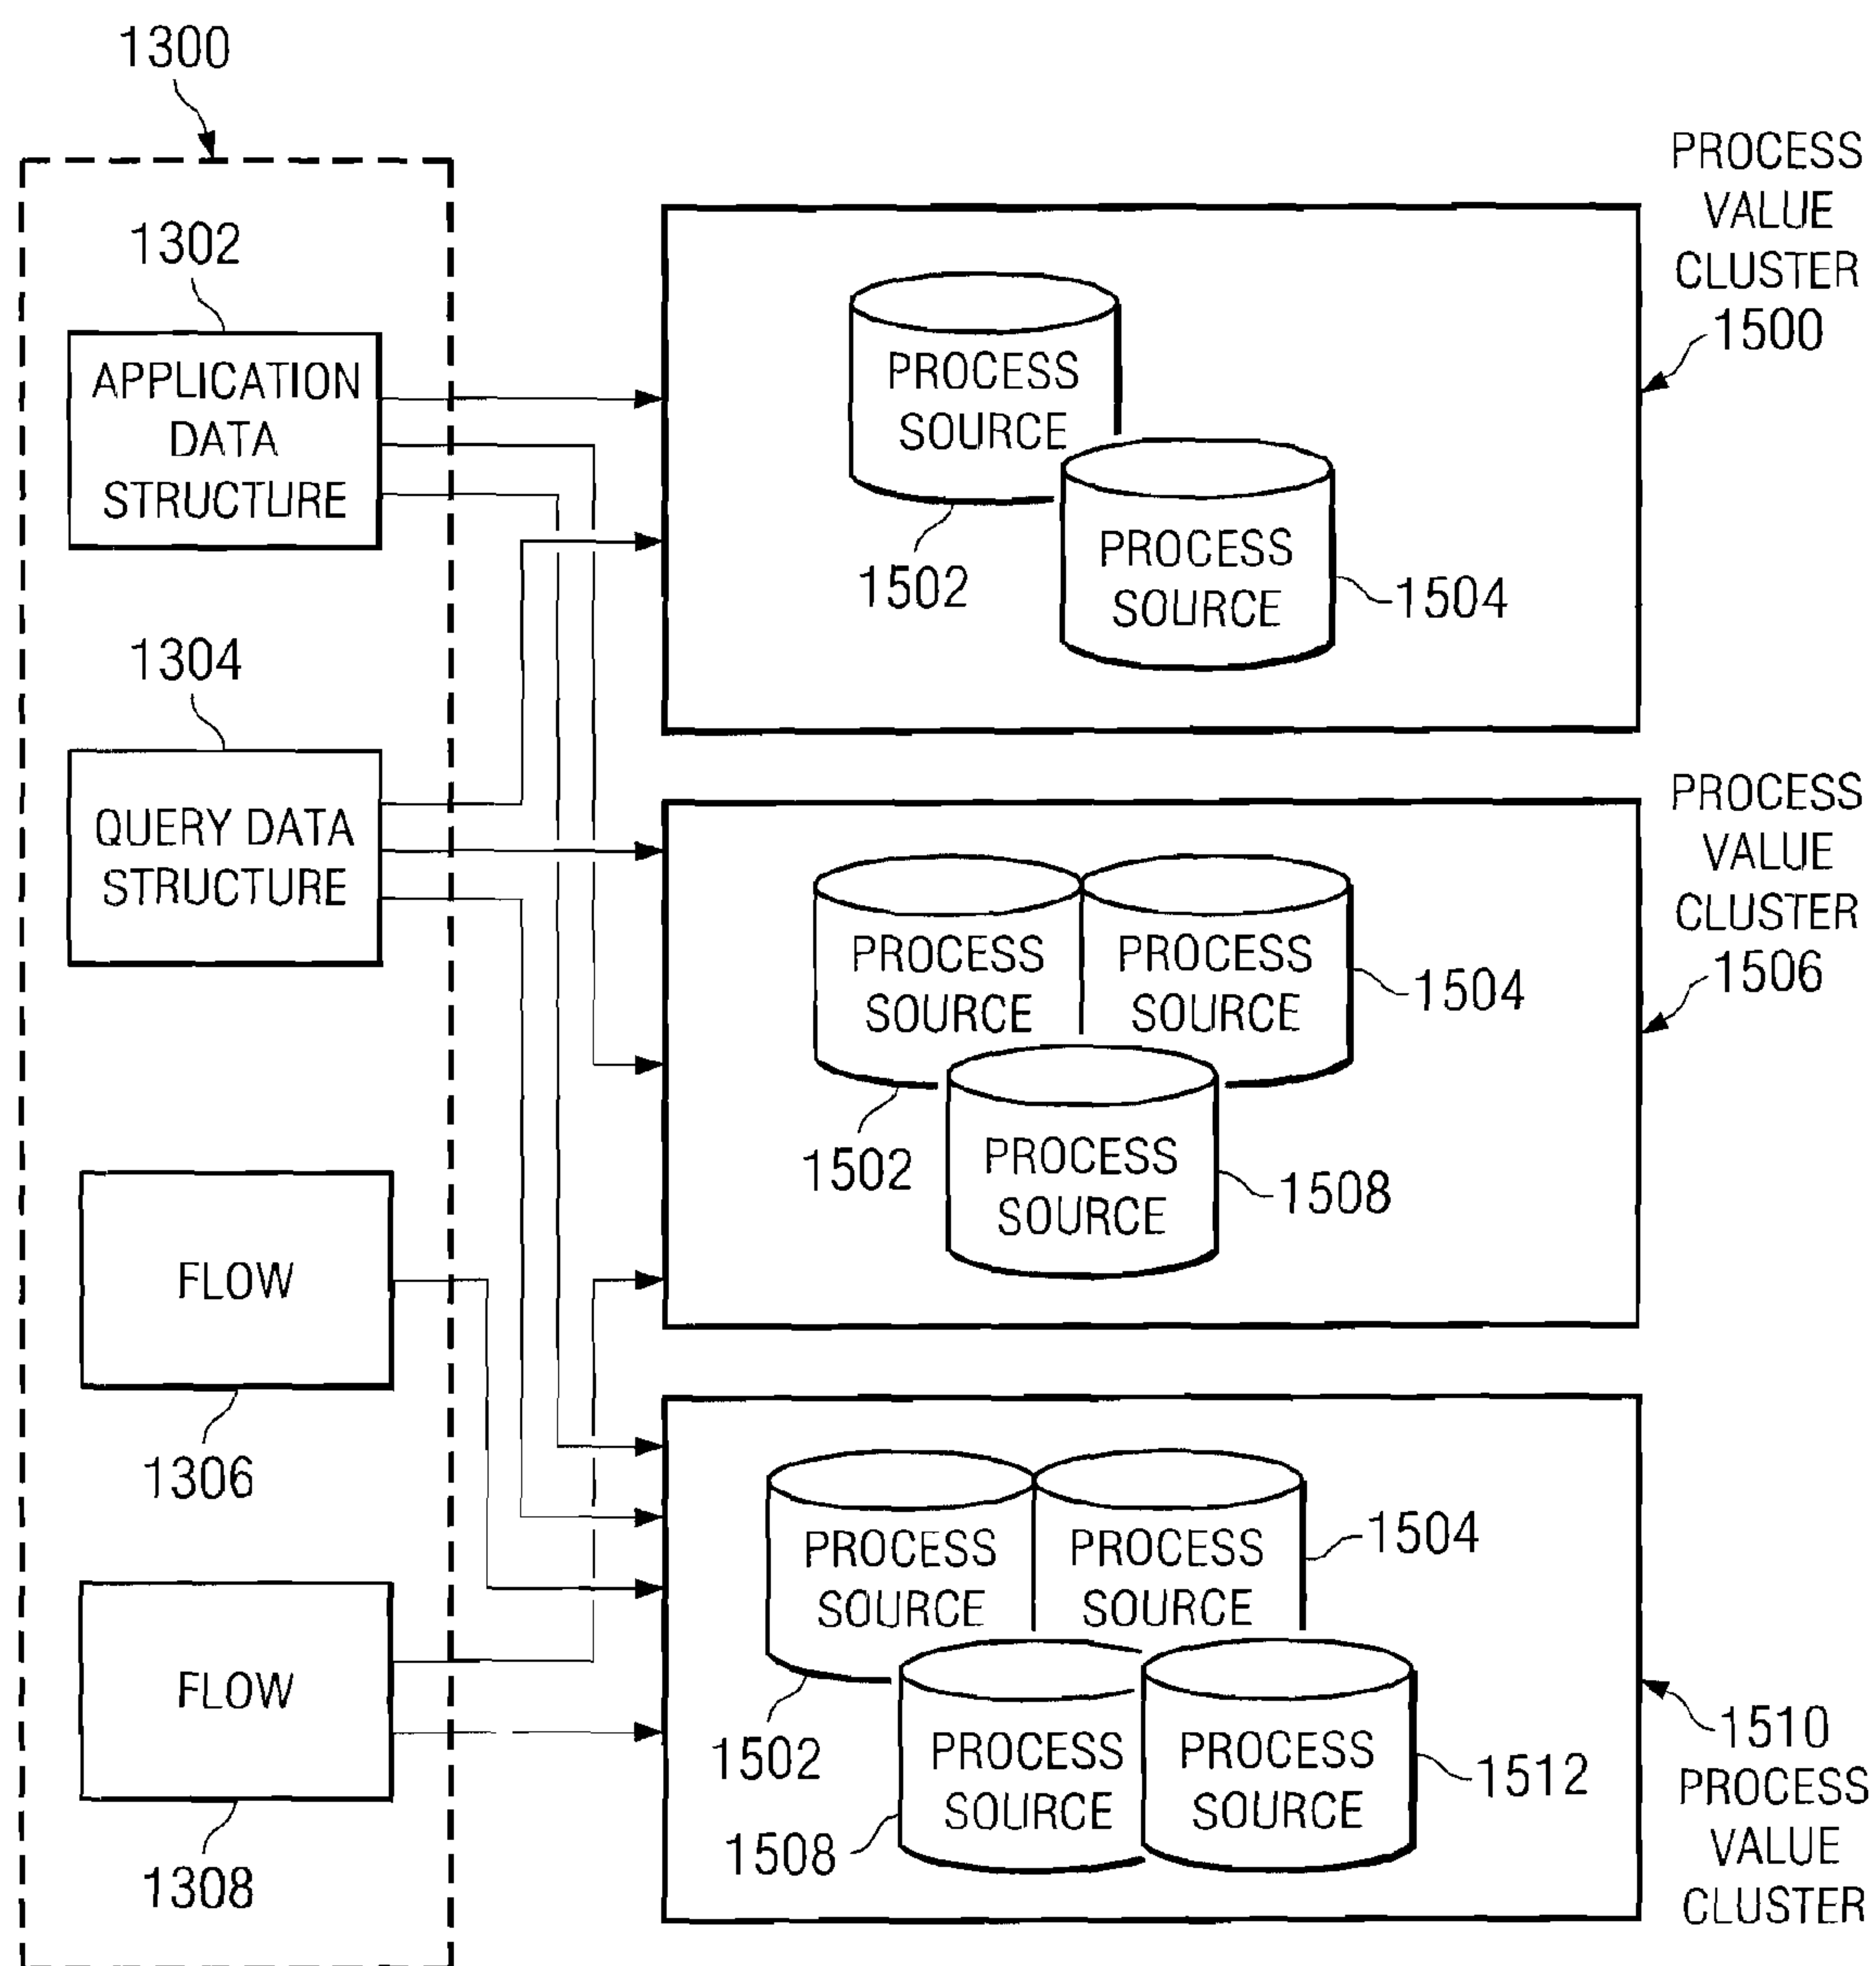 1300
1302
APPLICATION
DATA
STRUCTURE
1304
QUERY DATA
STRUCTURE
FLOW
1306
FLOW
1308
PROCESS
VALUE
CLUSTER
1500
PROCESS
SOURCE
1502
PROCESS
SOURCE
1504
PROCESS
VALUE
CLUSTER
1506
PROCESS
SOURCE
1502
PROCESS
SOURCE
1504
PROCESS
SOURCE
1508
PROCESS
SOURCE
1502
PROCESS
SOURCE
1504
PROCESS
SOURCE
1508
PROCESS
SOURCE
1512
1510
PROCESS
VALUE
CLUSTER